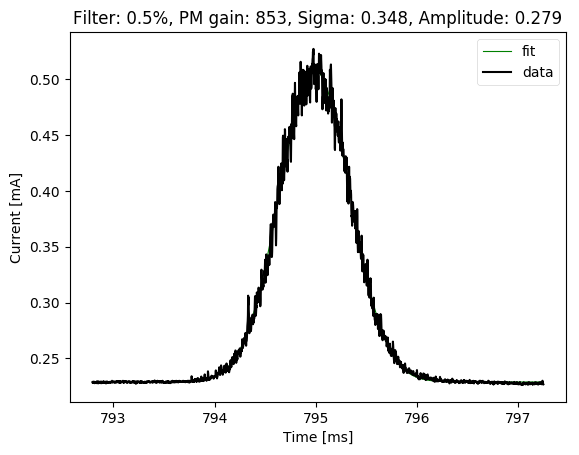 Filter: 0.5%, PM gain: 853, Sigma: 0.348, Amplitude: 0.279
fit
data
0.50
0.45
0.40
0.35
0.30
0.25
Current [mA]
793
794
795
796
797
Time [ms]